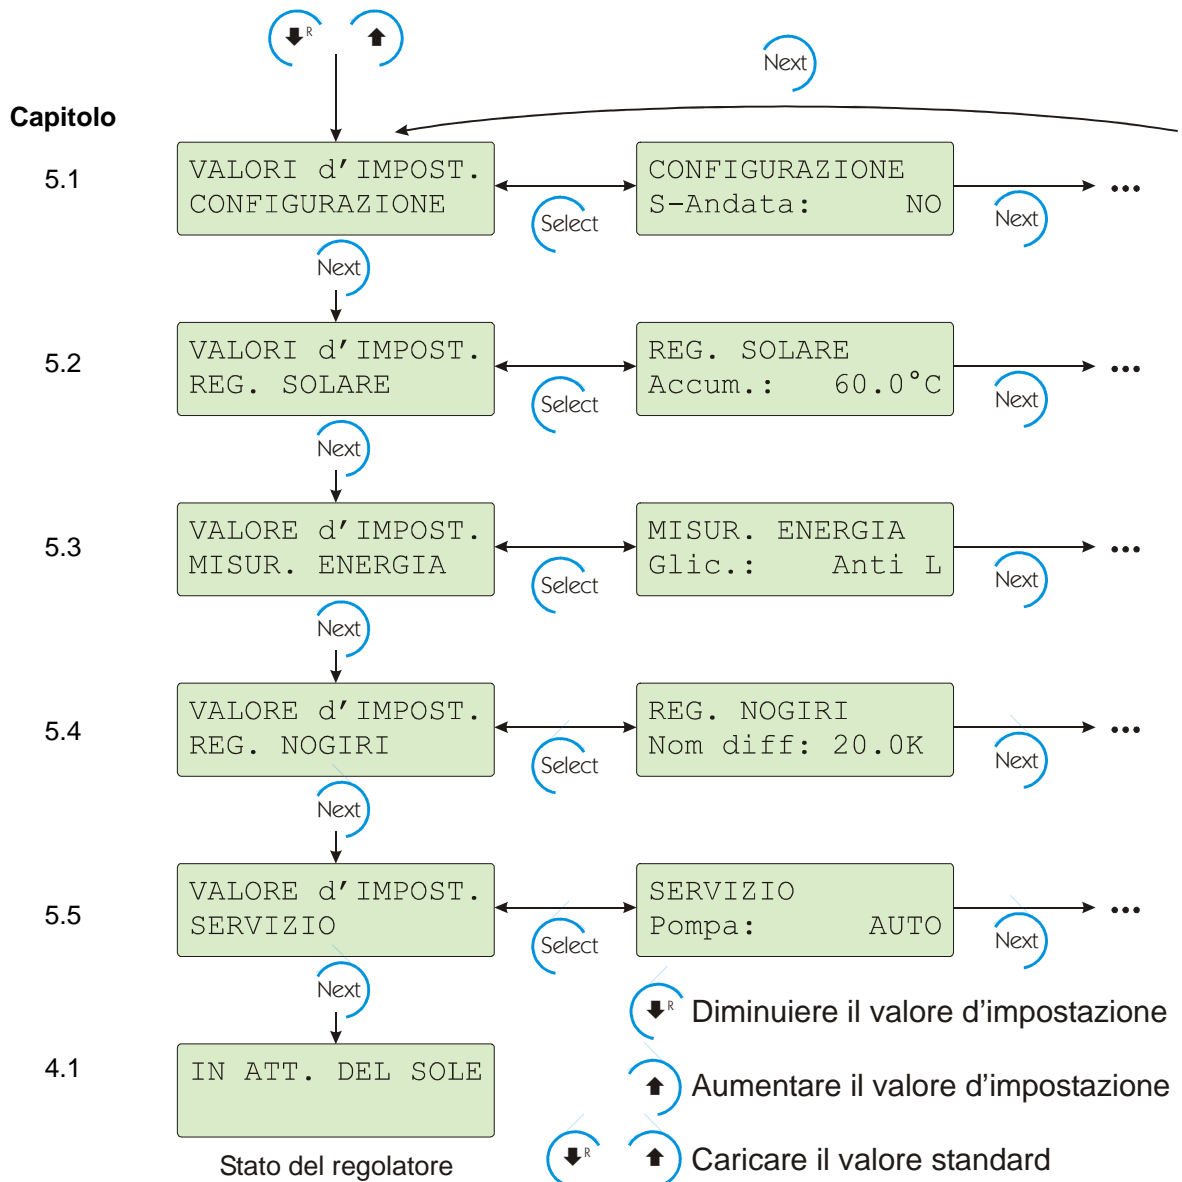 R
Next
Capitolo
5.1
VALORI d'IMPOST.
CONFIGURAZIONE
Select
CONFIGURAZIONE
S-Andata: NO
Next
...
Next
5.2
VALORI d'IMPOST.
REG. SOLARE
Select
REG. SOLARE
Accum.: 60.0°C
Next
...
Next
5.3
VALORE d'IMPOST.
MISUR. ENERGIA
Select
MISUR. ENERGIA
Glic.: Anti L
Next
...
Next
5.4
VALORE d'IMPOST.
REG. NOGIRI
Select
REG. NOGIRI
Nom diff: 20.0K
Next
...
Next
5.5
VALORE d'IMPOST.
SERVIZIO
Select
SERVIZIO
Pompa: AUTO
Next
...
Next
4.1
IN ATT. DEL SOLE
Stato del regolatore
R Diminuiere il valore d'impostazione
Aumentare il valore d'impostazione
R Caricare il valore standard